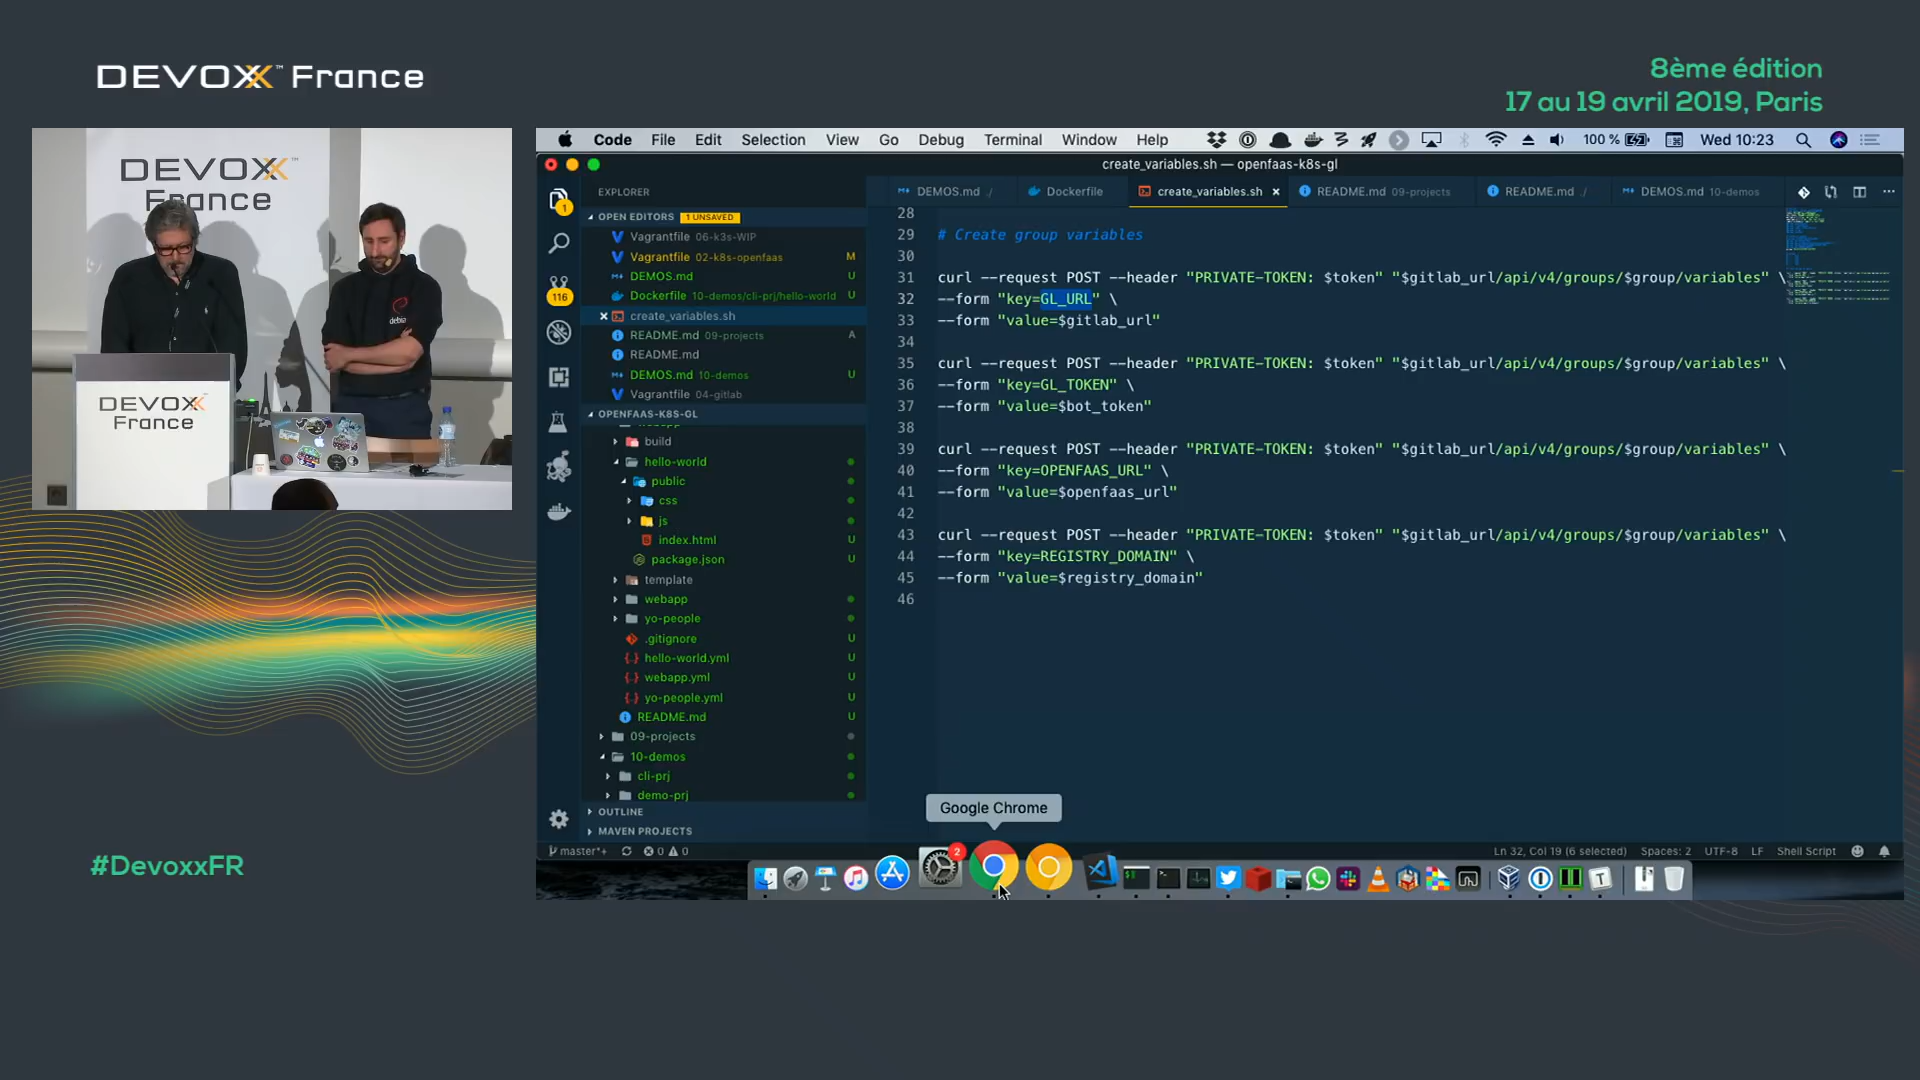 DEVOXX™ France
8ème édition
17 au 19 avril 2019, Paris
DEVOXX™
France
debian
DEVOXX
France
#DevoxxFR
Code File Edit Selection View Go Debug Terminal Window Help 100 % Wed 10:23
create_variables.sh — openfaas-k8s-gl
EXPLORER
DEMOS.md ./ Dockerfile create_variables.sh × README.md 09-projects README.md ./ DEMOS.md 10-demos
OPEN EDITORS 1 UNSAVED
Vagrantfile 06-k3s-WIP
Vagrantfile 02-k8s-openfaas M
DEMOS.md U
Dockerfile 10-demos/cli-prj/hello-world U
create_variables.sh
README.md 09-projects A
README.md
DEMOS.md 10-demos U
Vagrantfile 04-gitlab
OPENFAAS-K8S-GL
build
hello-world
public
css
js
index.html U
package.json U
template
webapp
yo-people
.gitignore U
hello-world.yml U
webapp.yml U
yo-people.yml U
README.md U
09-projects
10-demos
cli-prj
demo-prj
OUTLINE
MAVEN PROJECTS
1
116
28
29 # Create group variables
30
31 curl --request POST --header "PRIVATE-TOKEN: $token" "$gitlab_url/api/v4/groups/$group/variables" \
32 --form "key=GL_URL" \
33 --form "value=$gitlab_url"
34
35 curl --request POST --header "PRIVATE-TOKEN: $token" "$gitlab_url/api/v4/groups/$group/variables" \
36 --form "key=GL_TOKEN" \
37 --form "value=$bot_token"
38
39 curl --request POST --header "PRIVATE-TOKEN: $token" "$gitlab_url/api/v4/groups/$group/variables" \
40 --form "key=OPENFAAS_URL" \
41 --form "value=$openfaas_url"
42
43 curl --request POST --header "PRIVATE-TOKEN: $token" "$gitlab_url/api/v4/groups/$group/variables" \
44 --form "key=REGISTRY_DOMAIN" \
45 --form "value=$registry_domain"
46
Google Chrome
master*+ 0 0 Ln 32, Col 19 (6 selected) Spaces: 2 UTF-8 LF Shell Script
2